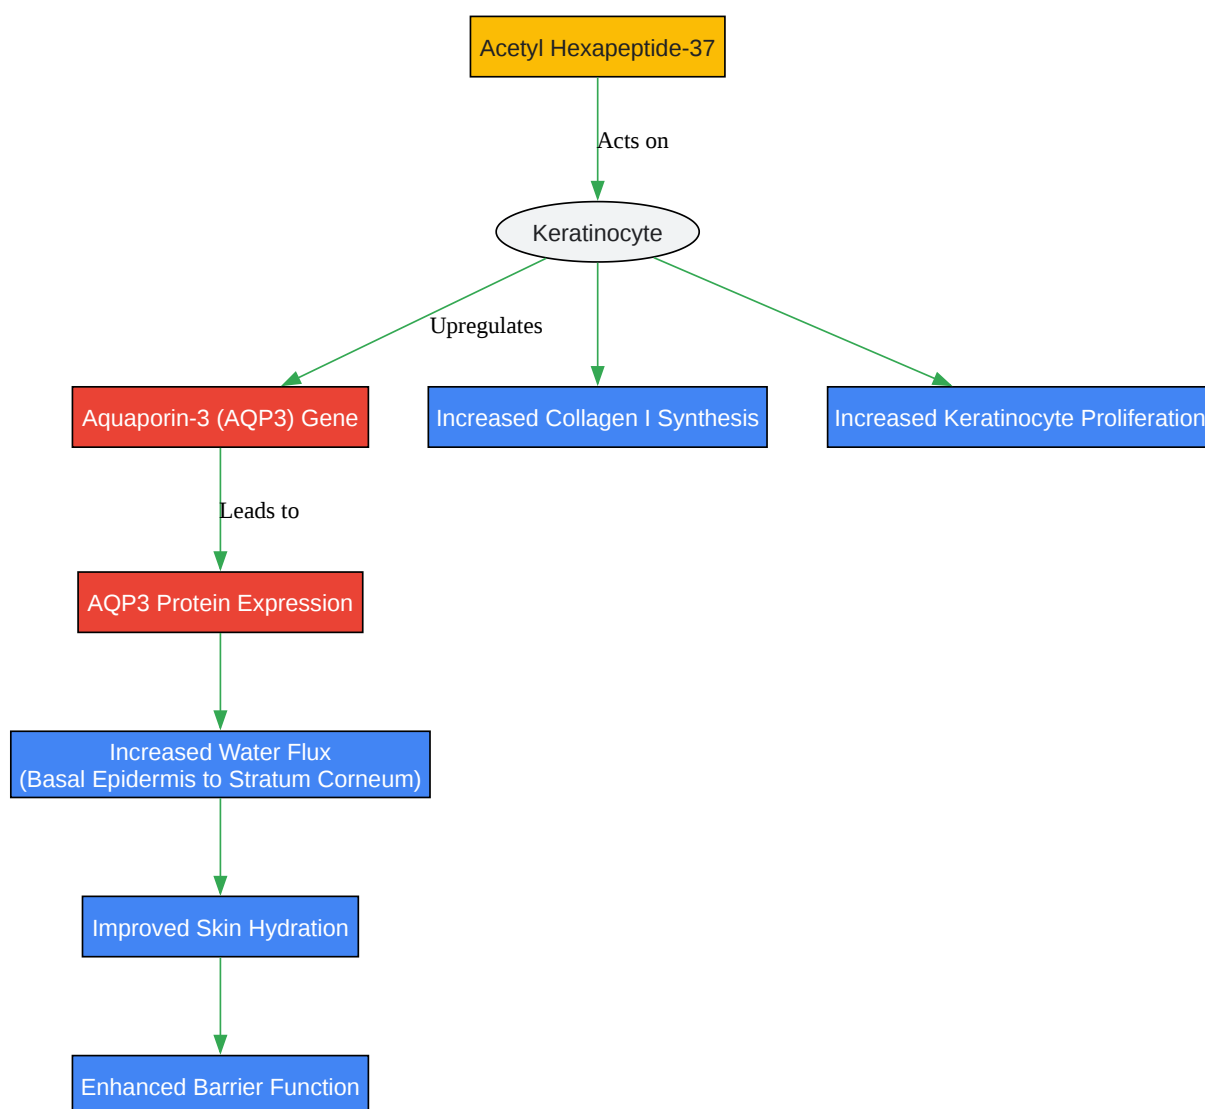 Acetyl Hexapeptide-37
Acts on
Keratinocyte
Upregulates
Aquaporin-3 (AQP3) Gene
Increased Collagen I Synthesis
Increased Keratinocyte Proliferation
Leads to
AQP3 Protein Expression
Increased Water Flux
(Basal Epidermis to Stratum Corneum)
Improved Skin Hydration
Enhanced Barrier Function